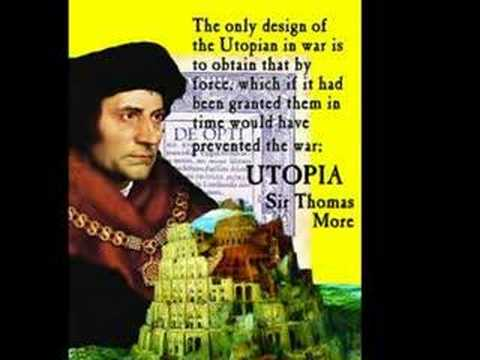 The only design of
the Utopian in war is
to obtain that by
force, which if it had
been granted them in
time would have
prevented the war;
DE OPTI
UTOPIA
Sir Thomas
More